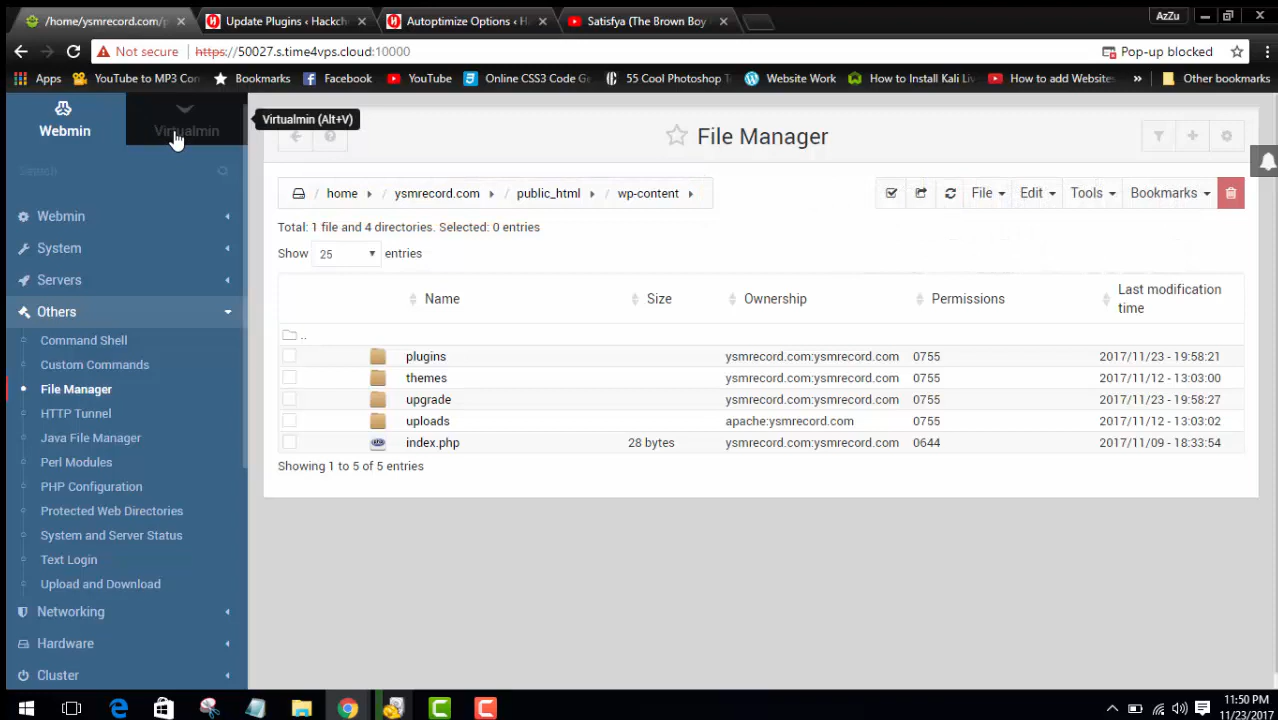 /home/ysmrecord.com/p
Update Plugins ‹ Hackch
Autoptimize Options ‹ H
Satisfya (The Brown Boy
AzZu
Not secure
https://50027.s.time4vps.cloud:10000
Pop-up blocked
Apps
YouTube to MP3 Con
Bookmarks
Facebook
YouTube
Online CSS3 Code Ge
55 Cool Photoshop T
Website Work
How to Install Kali Liv
How to add Websites
»
Other bookmarks
Webmin
Virtualmin
Virtualmin (Alt+V)
Search
Webmin
System
Servers
Others
Command Shell
Custom Commands
File Manager
HTTP Tunnel
Java File Manager
Perl Modules
PHP Configuration
Protected Web Directories
System and Server Status
Text Login
Upload and Download
Networking
Hardware
Cluster
File Manager
/ home / ysmrecord.com / public_html / wp-content
File Edit Tools Bookmarks
Total: 1 file and 4 directories. Selected: 0 entries
Show 25 entries
Name Size Ownership Permissions Last modification time
..
plugins ysmrecord.com:ysmrecord.com 0755 2017/11/23 - 19:58:21
themes ysmrecord.com:ysmrecord.com 0755 2017/11/12 - 13:03:00
upgrade ysmrecord.com:ysmrecord.com 0755 2017/11/23 - 19:58:27
uploads apache:ysmrecord.com 0755 2017/11/12 - 13:03:02
index.php 28 bytes ysmrecord.com:ysmrecord.com 0644 2017/11/09 - 18:33:54
Showing 1 to 5 of 5 entries
11:50 PM
11/23/2017